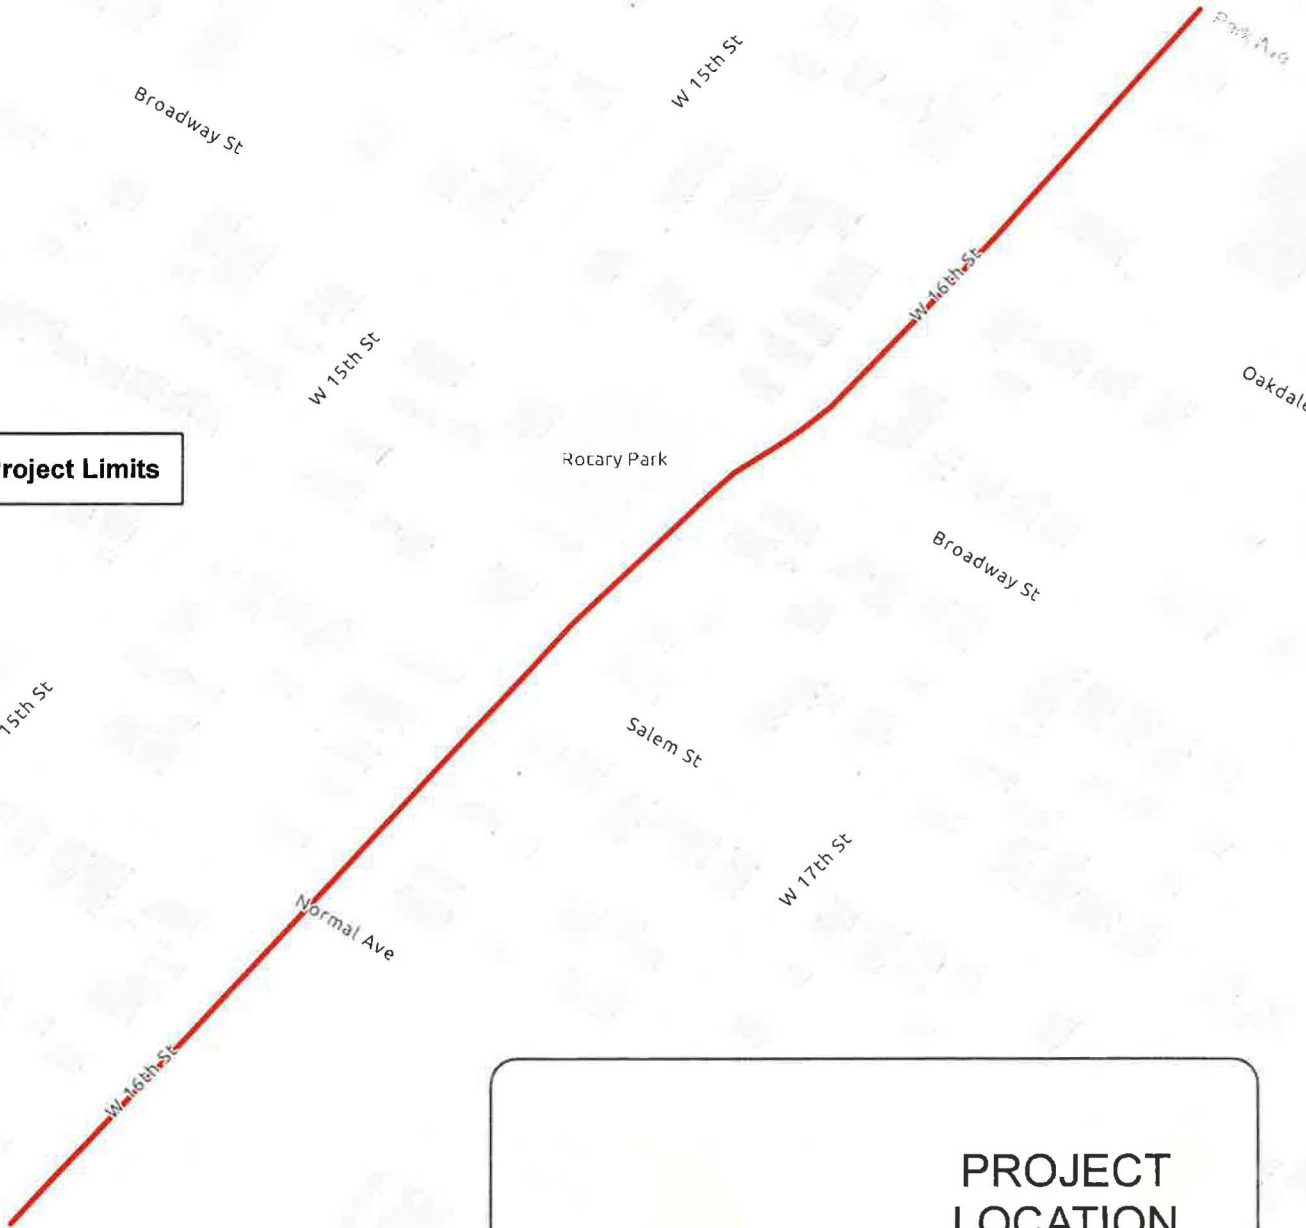 Park Ave
W 15th St
Broadway St
W 16th St
W 15th St
Oakdale
Rotary Park
roject Limits
Broadway St
15th St
Salem St
W 17th St
Normal Ave
W 16th St
PROJECT
LOCATION